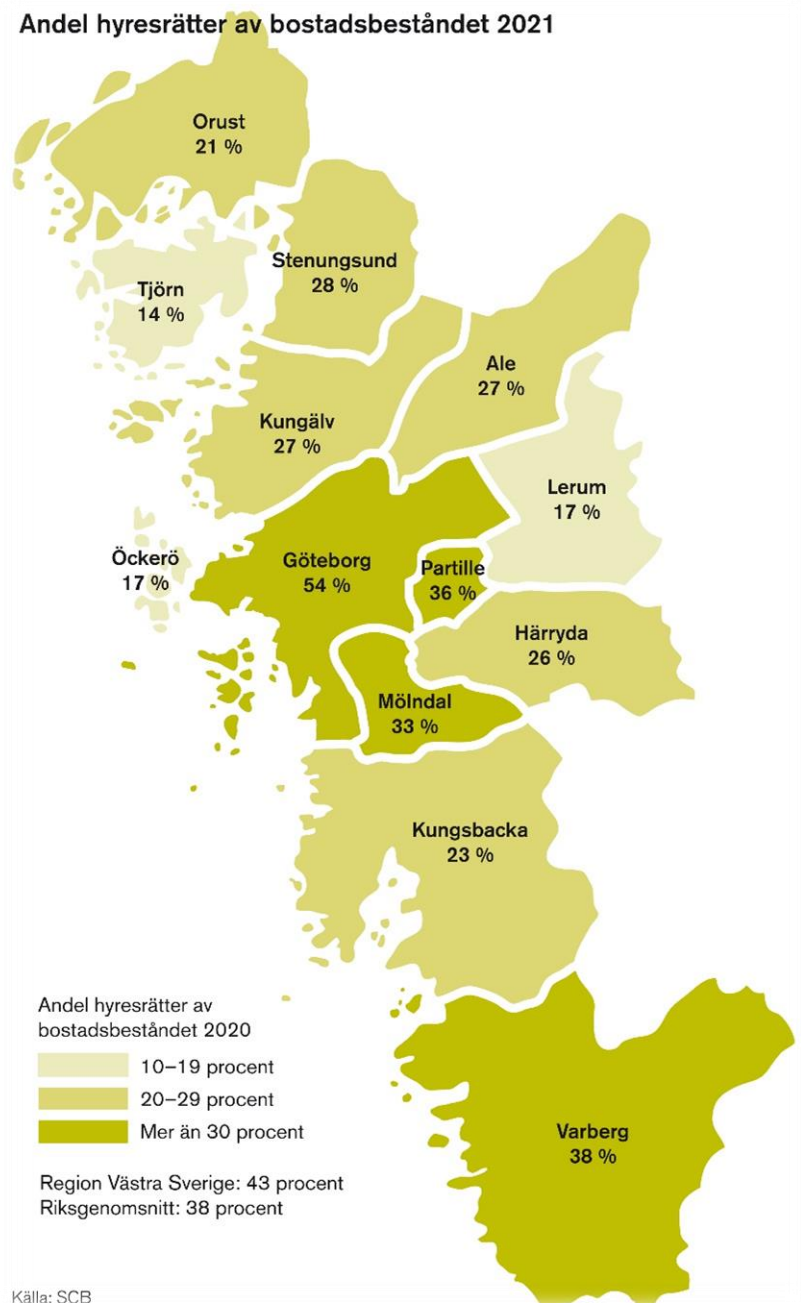 Andel hyresrätter av bostadsbeståndet 2021
Orust
21 %
Stenungsund
28 %
Tjörn
14 %
Ale
27 %
Kungälv
27 %
Lerum
17 %
Öckerö
17 %
Göteborg
54 %
Partille
36 %
Härryda
26 %
Mölndal
33 %
Kungsbacka
23 %
Andel hyresrätter av
bostadsbeståndet 2020
10–19 procent
20–29 procent
Mer än 30 procent
Varberg
38 %
Region Västra Sverige: 43 procent
Riksgenomsnitt: 38 procent
Källa: SCB